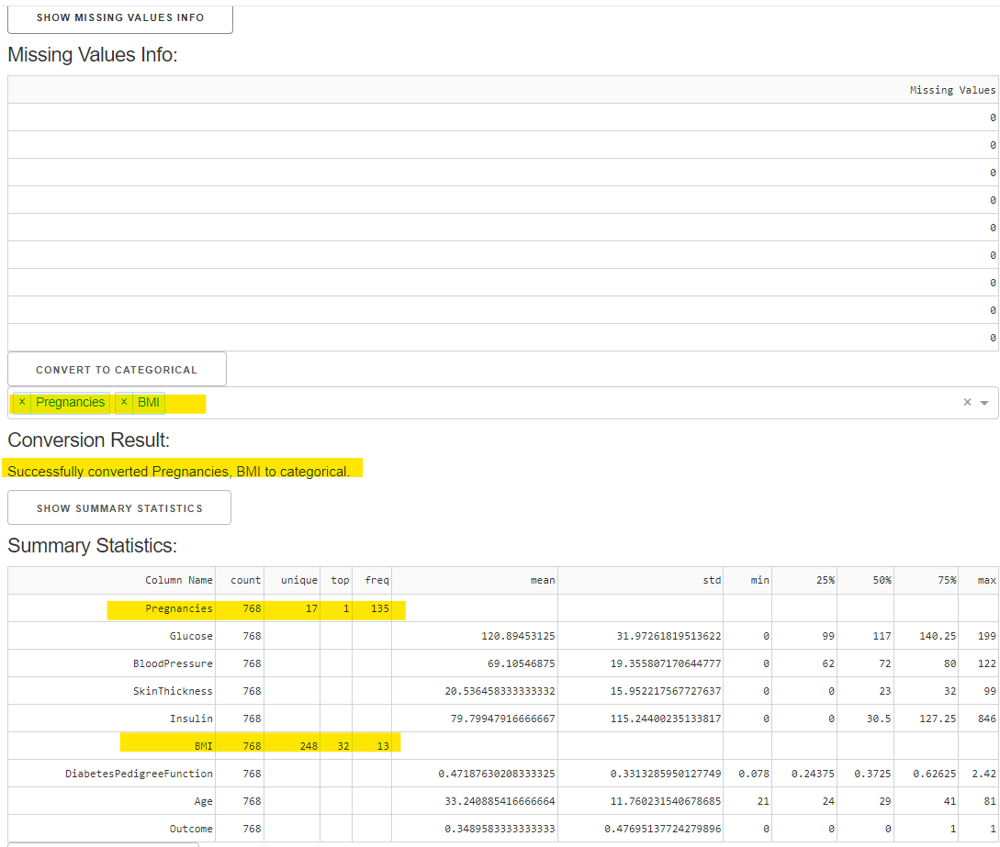 SHOW MISSING VALUES INFO
Missing Values Info:
Missing Values
0
0
0
0
0
0
0
0
0
CONVERT TO CATEGORICAL
× Pregnancies × BMI ×
Conversion Result:
Successfully converted Pregnancies, BMI to categorical.
SHOW SUMMARY STATISTICS
Summary Statistics:
Column Name count unique top freq mean std min 25% 50% 75% max
Pregnancies 768 17 1 135
Glucose 768 120.89453125 31.97261819513622 0 99 117 140.25 199
BloodPressure 768 69.10546875 19.355807170644777 0 62 72 80 122
SkinThickness 768 20.536458333333332 15.952217567727637 0 0 23 32 99
Insulin 768 79.79947916666667 115.24400235133817 0 0 30.5 127.25 846
BMI 768 248 32 13
DiabetesPedigreeFunction 768 0.47187630208333325 0.3313285950127749 0.078 0.24375 0.3725 0.62625 2.42
Age 768 33.240885416666664 11.760231540678685 21 24 29 41 81
Outcome 768 0.3489583333333333 0.47695137724279896 0 0 0 1 1